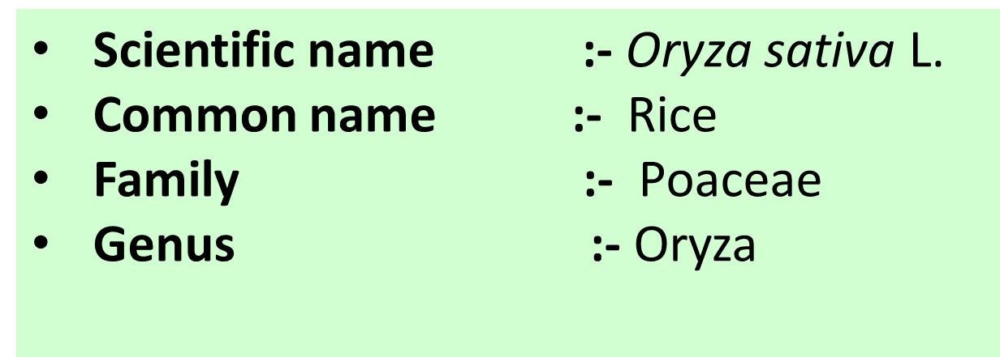 • Scientific name :- Oryza sativa L.
• Common name :- Rice
• Family :- Poaceae
• Genus :- Oryza